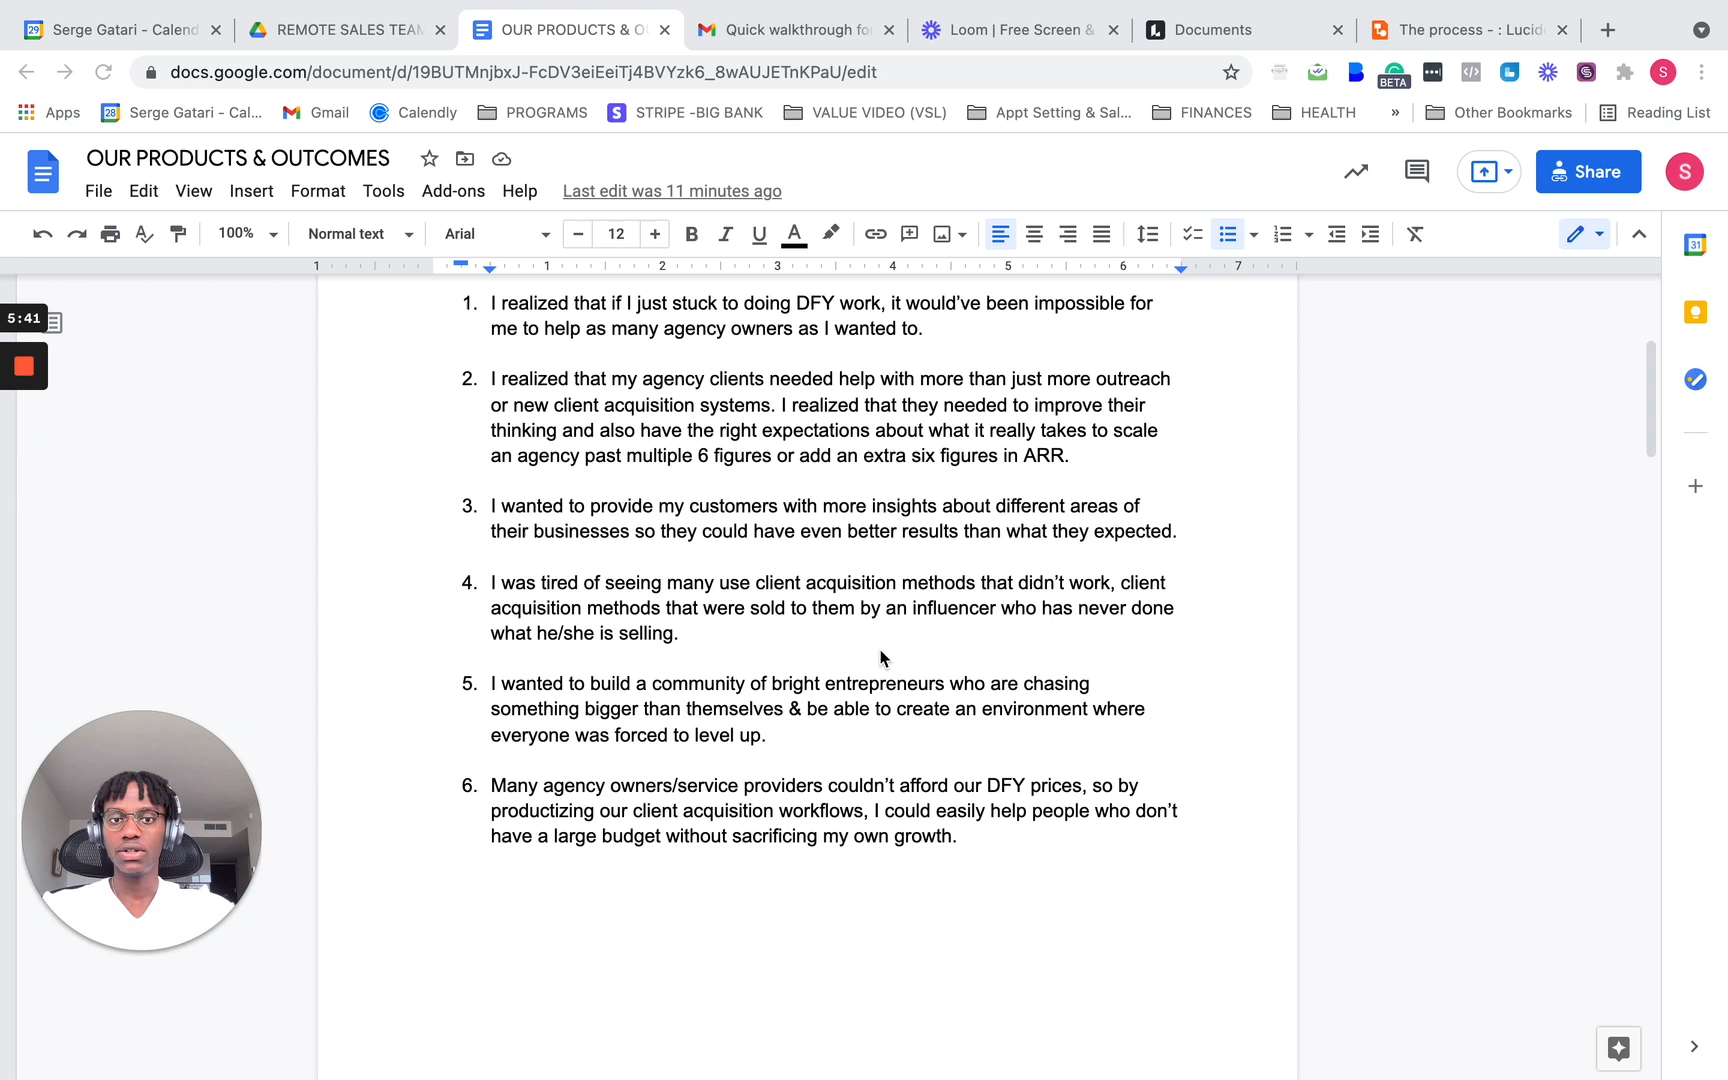 Serge Gatari - Calend
REMOTE SALES TEAM
OUR PRODUCTS & OU
Quick walkthrough for
Loom | Free Screen &
Documents
The process - : Lucid
docs.google.com/document/d/19BUTMnjbxJ-FcDV3eiEeiTj4BVYzk6_8wAUJETnKPaU/edit
BETA
S
Apps
28
Serge Gatari - Cal...
Gmail
Calendly
PROGRAMS
STRIPE -BIG BANK
VALUE VIDEO (VSL)
Appt Setting & Sal...
FINANCES
HEALTH
»
Other Bookmarks
Reading List
OUR PRODUCTS & OUTCOMES
File Edit View Insert Format Tools Add-ons Help Last edit was 11 minutes ago
Share
S
100% Normal text Arial 12
1 1 2 3 4 5 6 7
31
5:41
1. I realized that if I just stuck to doing DFY work, it would’ve been impossible for
me to help as many agency owners as I wanted to.
2. I realized that my agency clients needed help with more than just more outreach
or new client acquisition systems. I realized that they needed to improve their
thinking and also have the right expectations about what it really takes to scale
an agency past multiple 6 figures or add an extra six figures in ARR.
3. I wanted to provide my customers with more insights about different areas of
their businesses so they could have even better results than what they expected.
4. I was tired of seeing many use client acquisition methods that didn’t work, client
acquisition methods that were sold to them by an influencer who has never done
what he/she is selling.
5. I wanted to build a community of bright entrepreneurs who are chasing
something bigger than themselves & be able to create an environment where
everyone was forced to level up.
6. Many agency owners/service providers couldn’t afford our DFY prices, so by
productizing our client acquisition workflows, I could easily help people who don’t
have a large budget without sacrificing my own growth.